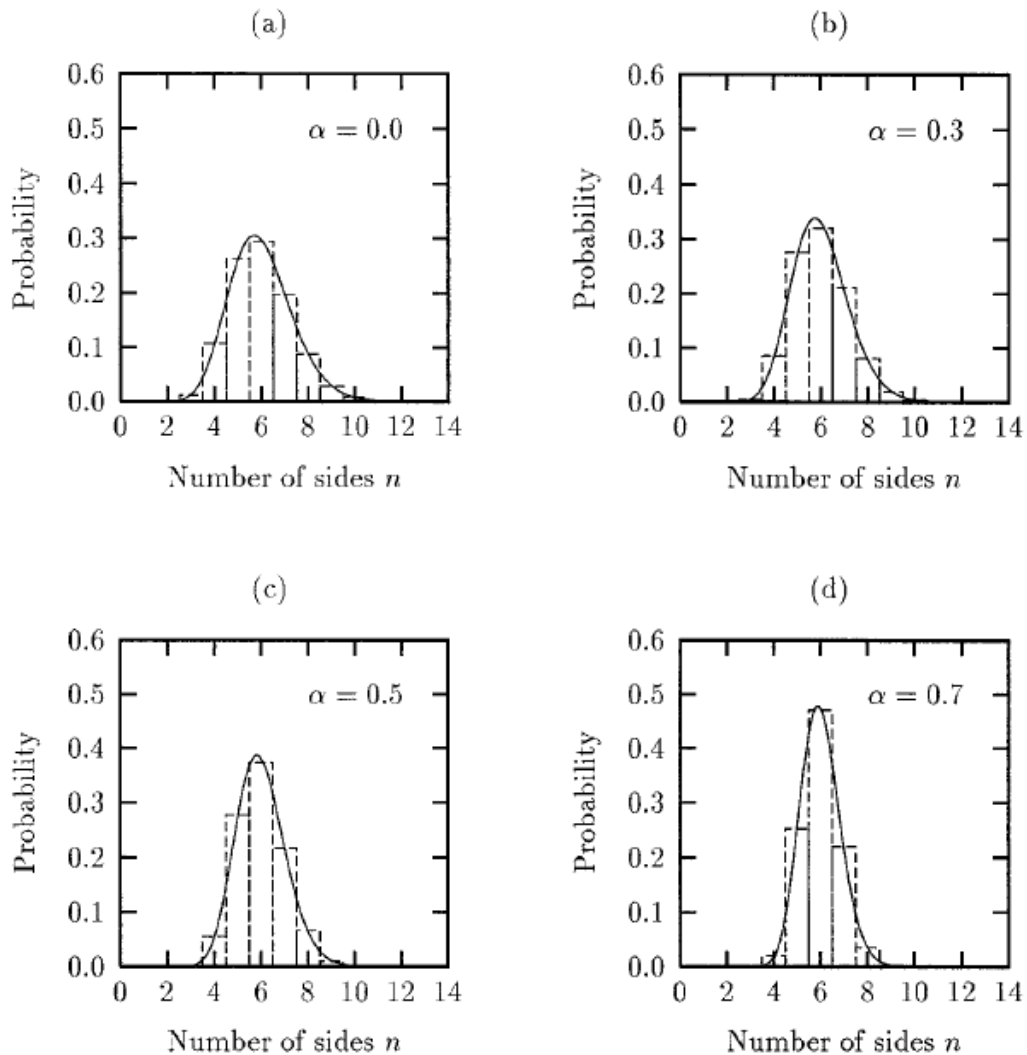 (a)
0.6
0.5
0.4
0.3
0.2
0.1
0.0
α = 0.0
Probability
0 2 4 6 8 10 12 14
Number of sides n
(b)
0.6
0.5
0.4
0.3
0.2
0.1
0.0
α = 0.3
Probability
0 2 4 6 8 10 12 14
Number of sides n
(c)
0.6
0.5
0.4
0.3
0.2
0.1
0.0
α = 0.5
Probability
0 2 4 6 8 10 12 14
Number of sides n
(d)
0.6
0.5
0.4
0.3
0.2
0.1
0.0
α = 0.7
Probability
0 2 4 6 8 10 12 14
Number of sides n